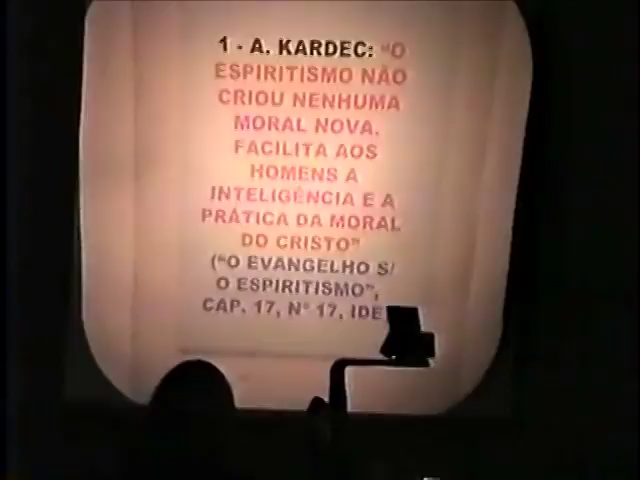 1 - A. KARDEC: "O
ESPIRITISMO NÃO
CRIOU NENHUMA
MORAL NOVA.
FACILITA AOS
HOMENS A
INTELIGÊNCIA E A
PRÁTICA DA MORAL
DO CRISTO"
("O EVANGELHO S/
O ESPIRITISMO",
CAP. 17, Nº 17, IDE